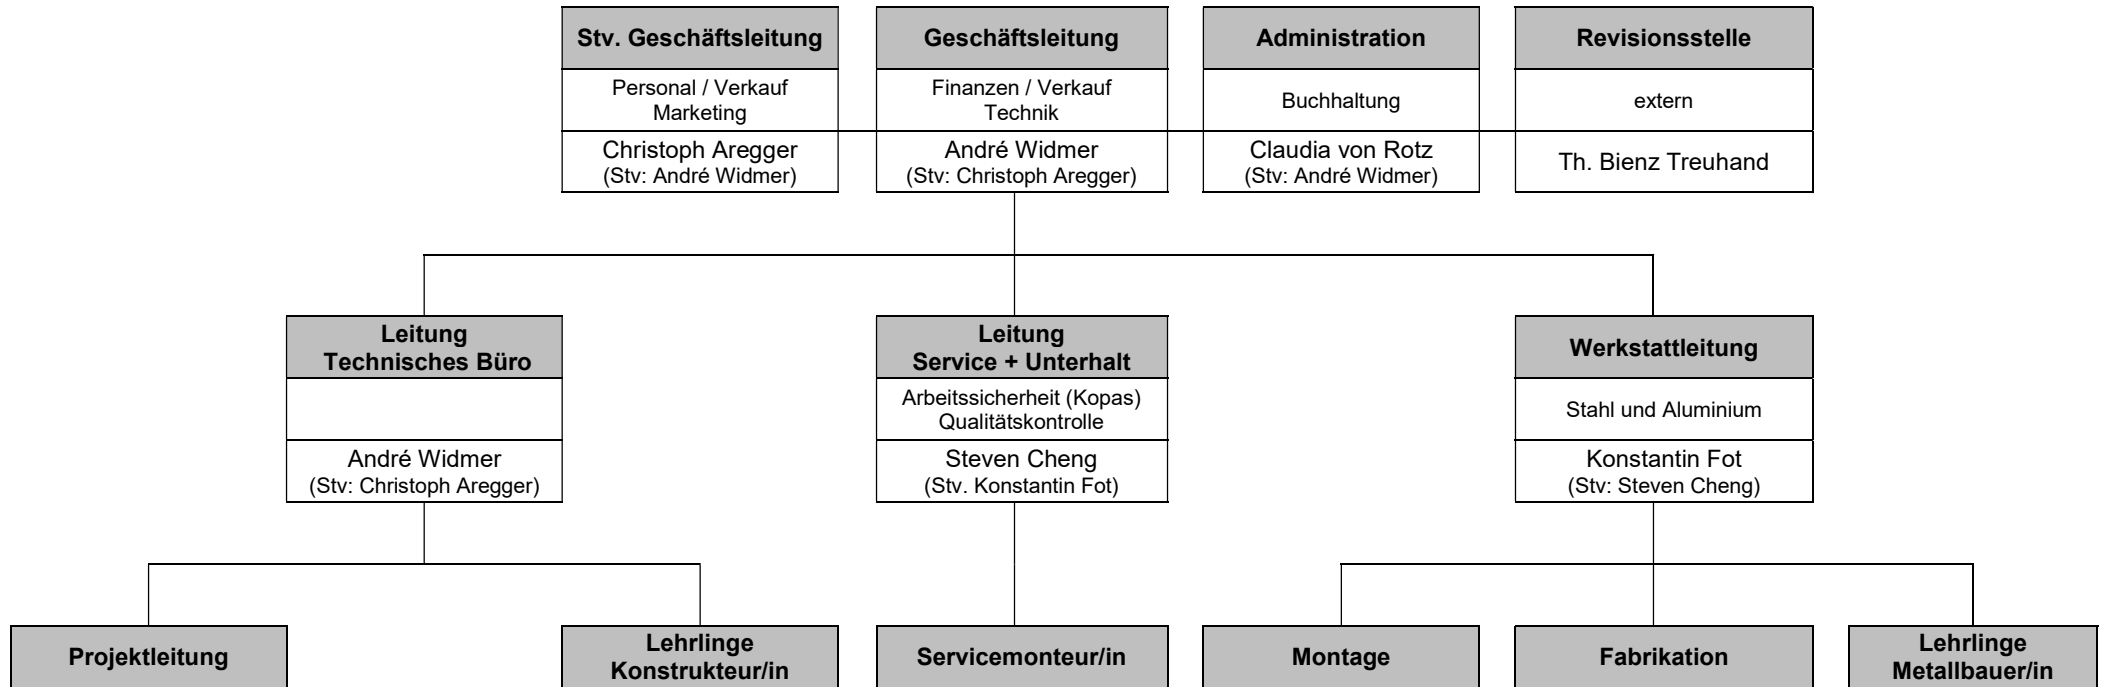 Stv. Geschäftsleitung
Personal / Verkauf
Marketing
Christoph Aregger
(Stv: André Widmer)
Geschäftsleitung
Finanzen / Verkauf
Technik
André Widmer
(Stv: Christoph Aregger)
Administration
Buchhaltung
Claudia von Rotz
(Stv: André Widmer)
Revisionsstelle
extern
Th. Bienz Treuhand
Leitung
Technisches Büro
André Widmer
(Stv: Christoph Aregger)
Leitung
Service + Unterhalt
Arbeitssicherheit (Kopas)
Qualitätskontrolle
Steven Cheng
(Stv. Konstantin Fot)
Werkstattleitung
Stahl und Aluminium
Konstantin Fot
(Stv: Steven Cheng)
Projektleitung
Lehrlinge
Konstrukteur/in
Servicemonteur/in
Montage
Fabrikation
Lehrlinge
Metallbauer/in